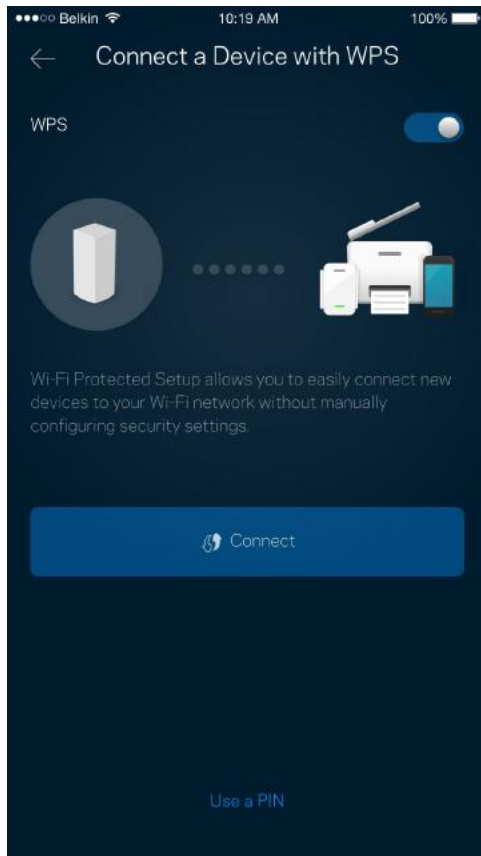 Belkin 10:19 AM 100%
Connect a Device with WPS
WPS
Wi-Fi Protected Setup allows you to easily connect new
devices to your Wi-Fi network without manually
configuring security settings.
Connect
Use a PIN